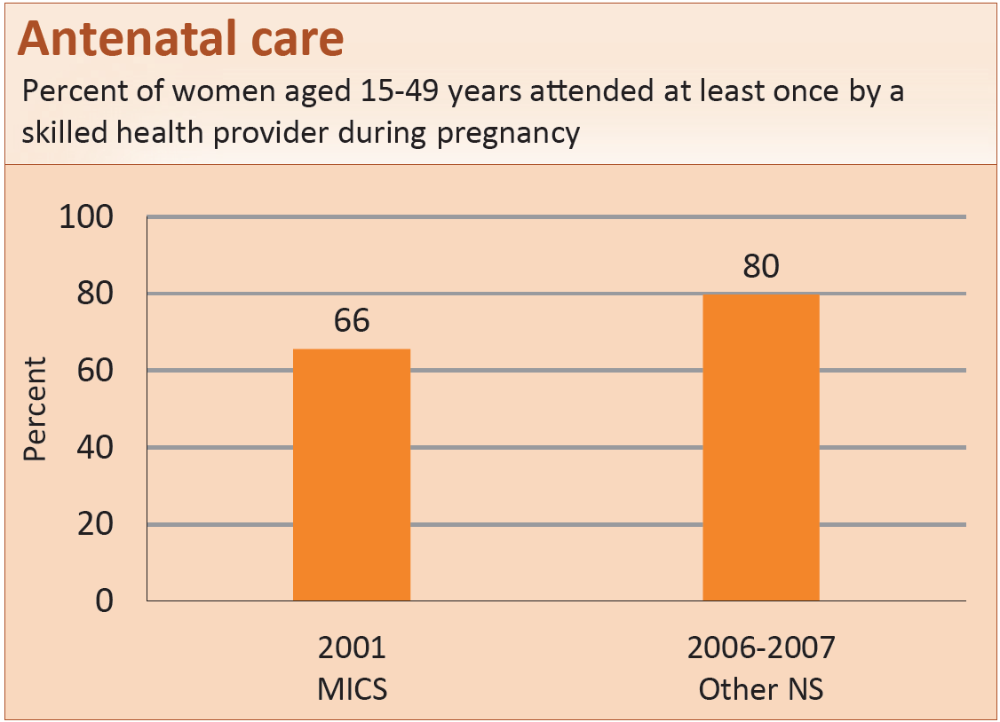 Antenatal care
Percent of women aged 15-49 years attended at least once by a
skilled health provider during pregnancy
Percent
100
80
60
40
20
0
66
80
2001
MICS
2006-2007
Other NS